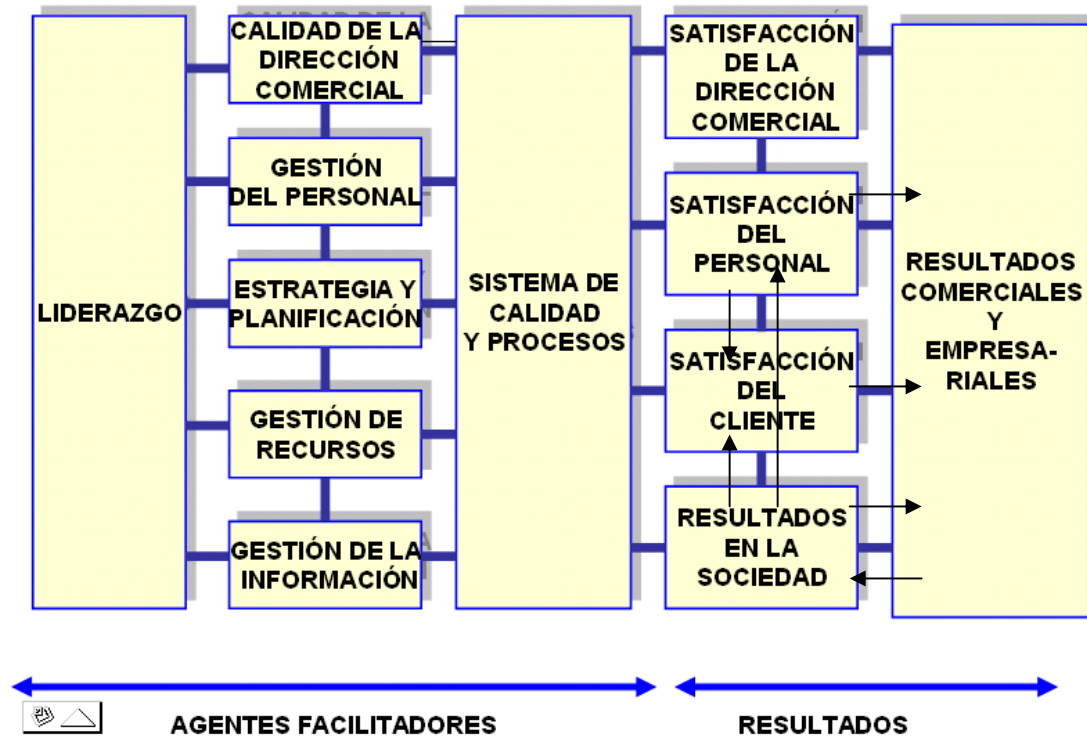 LIDERAZGO
CALIDAD DE LA
DIRECCIÓN
COMERCIAL
GESTIÓN
DEL PERSONAL
ESTRATEGIA Y
PLANIFICACIÓN
GESTIÓN DE
RECURSOS
GESTIÓN DE LA
INFORMACIÓN
SISTEMA DE
CALIDAD
Y PROCESOS
SATISFACCIÓN
DE LA
DIRECCIÓN
COMERCIAL
SATISFACCIÓN
DEL
PERSONAL
SATISFACCIÓN
DEL
CLIENTE
RESULTADOS
EN LA
SOCIEDAD
RESULTADOS
COMERCIALES
Y
EMPRESA-
RIALES
AGENTES FACILITADORES
RESULTADOS